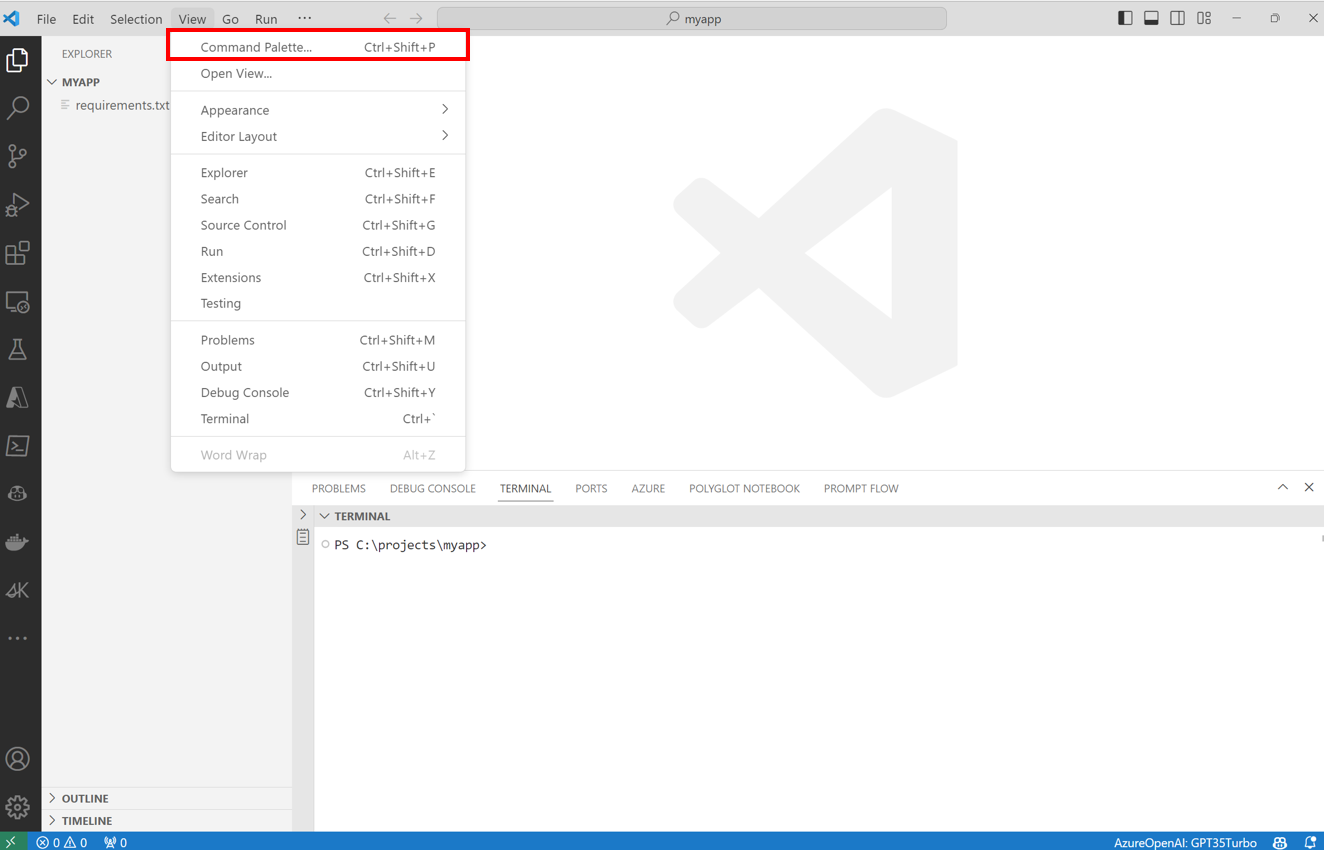 File Edit Selection View Go Run ···
myapp
EXPLORER
MYAPP
requirements.txt
Command Palette... Ctrl+Shift+P
Open View...
Appearance
Editor Layout
Explorer Ctrl+Shift+E
Search Ctrl+Shift+F
Source Control Ctrl+Shift+G
Run Ctrl+Shift+D
Extensions Ctrl+Shift+X
Testing
Problems Ctrl+Shift+M
Output Ctrl+Shift+U
Debug Console Ctrl+Shift+Y
Terminal Ctrl+`
Word Wrap Alt+Z
PROBLEMS DEBUG CONSOLE TERMINAL PORTS AZURE POLYGLOT NOTEBOOK PROMPT FLOW
TERMINAL
PS C:\projects\myapp>
OUTLINE
TIMELINE
0 0 0
AzureOpenAI: GPT35Turbo